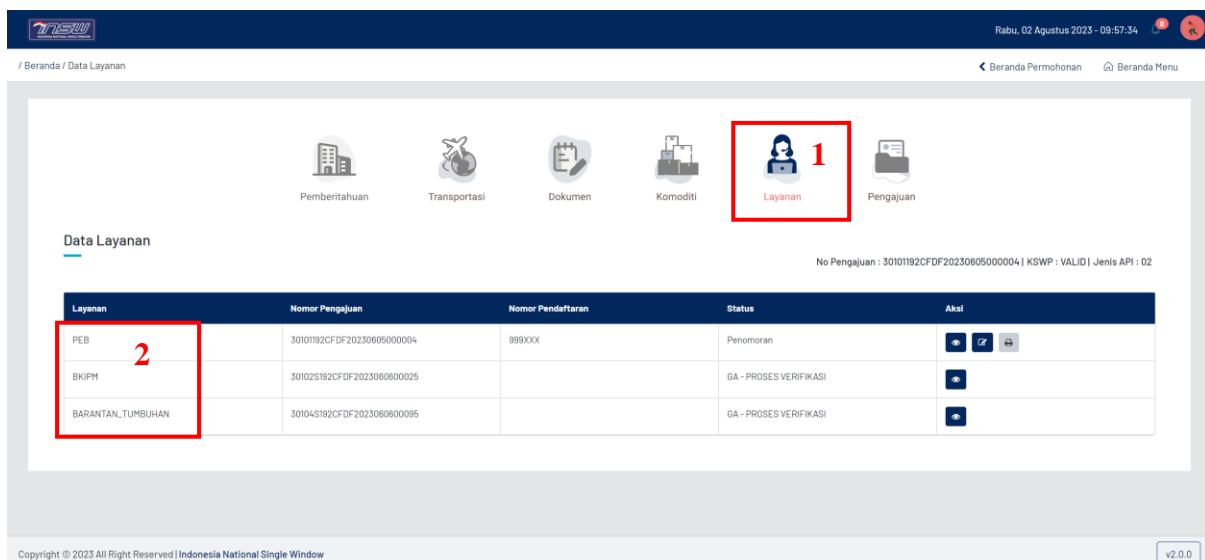 INSW
Rabu, 02 Agustus 2023 - 09:57:34 0
/ Beranda / Data Layanan Beranda Permohonan Beranda Menu
1
Pemberitahuan Transportasi Dokumen Komoditi Layanan Pengajuan
Data Layanan
No Pengajuan : 30101192CFDF20230605000004 | KSWP : VALID | Jenis API : 02
Layanan Nomor Pengajuan Nomor Pendaftaran Status Aksi
PEB 30101192CFDF20230605000004 999XXX Penomoran
2
BKIPM 30102S192CFDF2023060600025 GA - PROSES VERIFIKASI
BARANTAN_TUMBUHAN 30104S192CFDF2023060600095 GA - PROSES VERIFIKASI
Copyright © 2023 All Right Reserved | Indonesia National Single Window v2.0.0